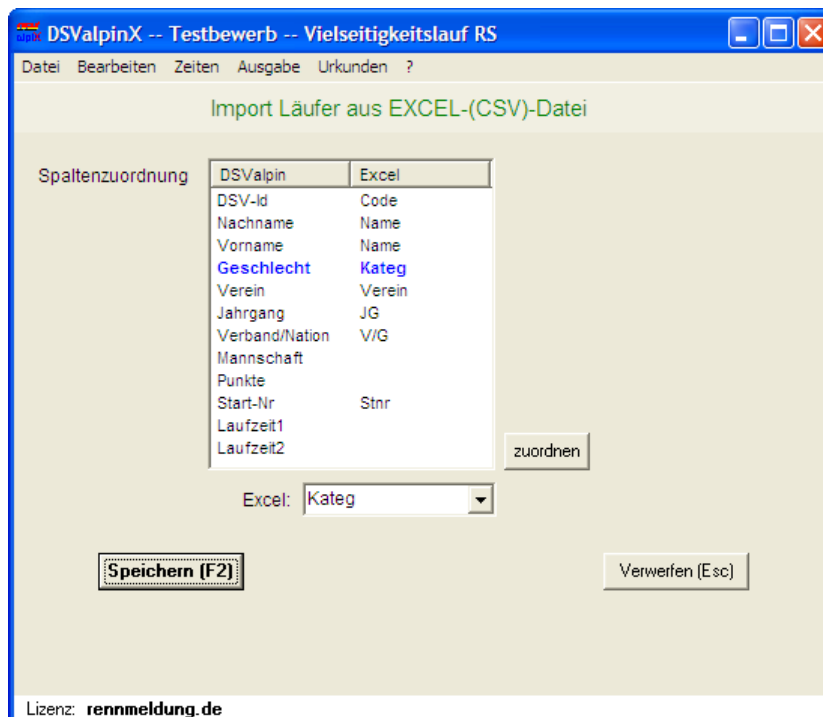 DSValpinX -- Testbewerb -- Vielseitigkeitslauf RS
Datei Bearbeiten Zeiten Ausgabe Urkunden ?
Import Läufer aus EXCEL-(CSV)-Datei
Spaltenzuordnung DSValpin Excel
DSV-Id Code
Nachname Name
Vorname Name
Geschlecht Kateg
Verein Verein
Jahrgang JG
Verband/Nation V/G
Mannschaft
Punkte
Start-Nr Stnr
Laufzeit1
Laufzeit2
zuordnen
Excel: Kateg
Speichern (F2) Verwerfen (Esc)
Lizenz: rennmeldung.de